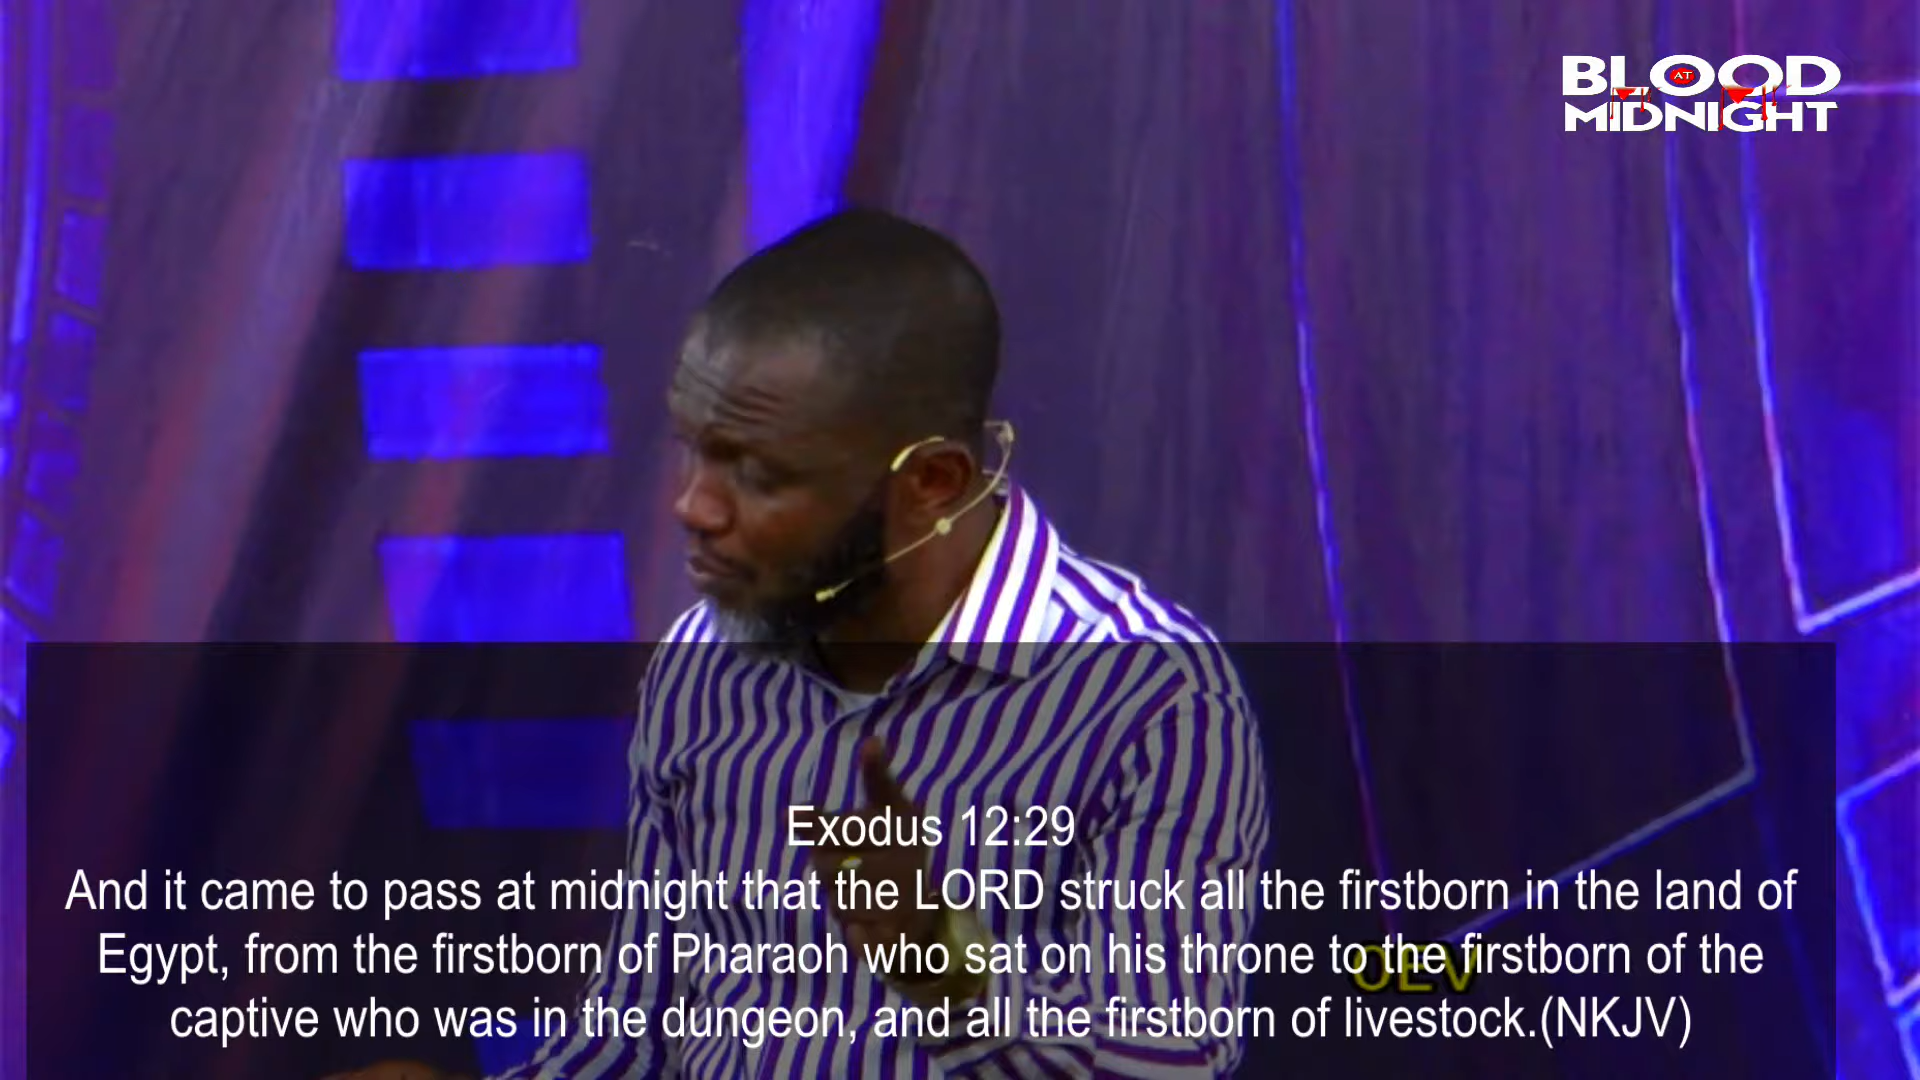 BLOOD
AT
MIDNIGHT
Exodus 12:29
And it came to pass at midnight that the LORD struck all the firstborn in the land of
Egypt, from the firstborn of Pharaoh who sat on his throne to the firstborn of the
captive who was in the dungeon, and all the firstborn of livestock.(NKJV)
OEV